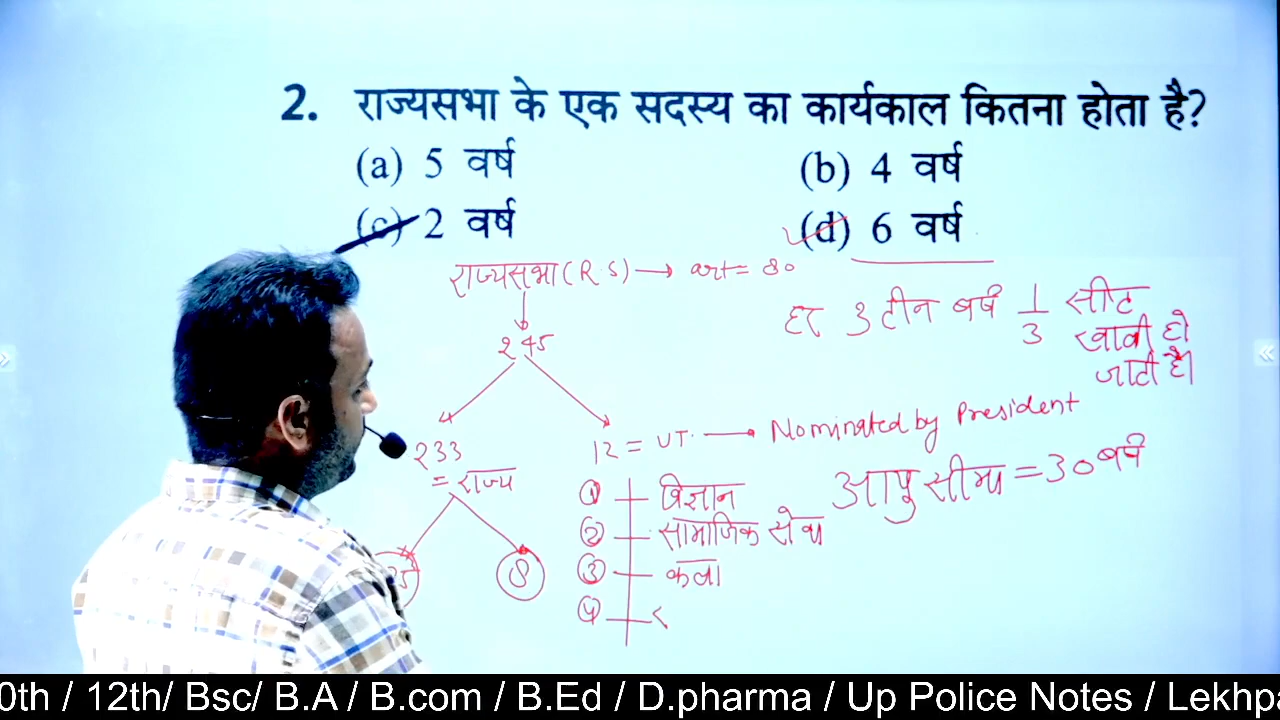 2. राज्यसभा के एक सदस्य का कार्यकाल कितना होता है?
(a) 5 वर्ष (b) 4 वर्ष
(c) 2 वर्ष (d) 6 वर्ष
राज्यसभा (R.S) → art = 80
हर 3 तीन वर्ष 1/3 सीट
खाली हो
जाती है।
245
233
= राज्य
12 = UT. → Nominated by President
① विज्ञान
② सामाजिक सेवा
③ कला
④
आयु सीमा = 30 वर्ष
8
0th / 12th/ Bsc/ B.A / B.com / B.Ed / D.pharma / Up Police Notes / Lekhpa